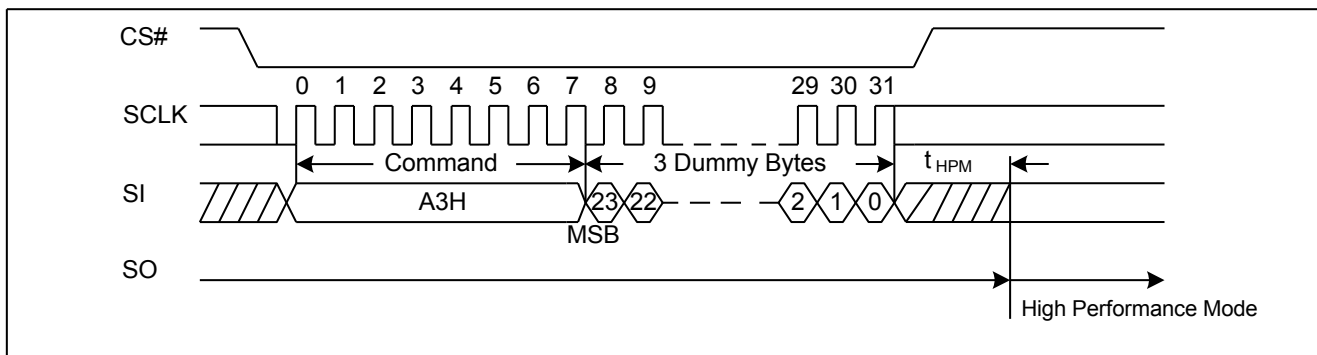 CS#
0 1 2 3 4 5 6 7 8 9 29 30 31
SCLK
Command 3 Dummy Bytes t HPM
SI A3H 23 22 2 1 0
MSB
SO
High Performance Mode